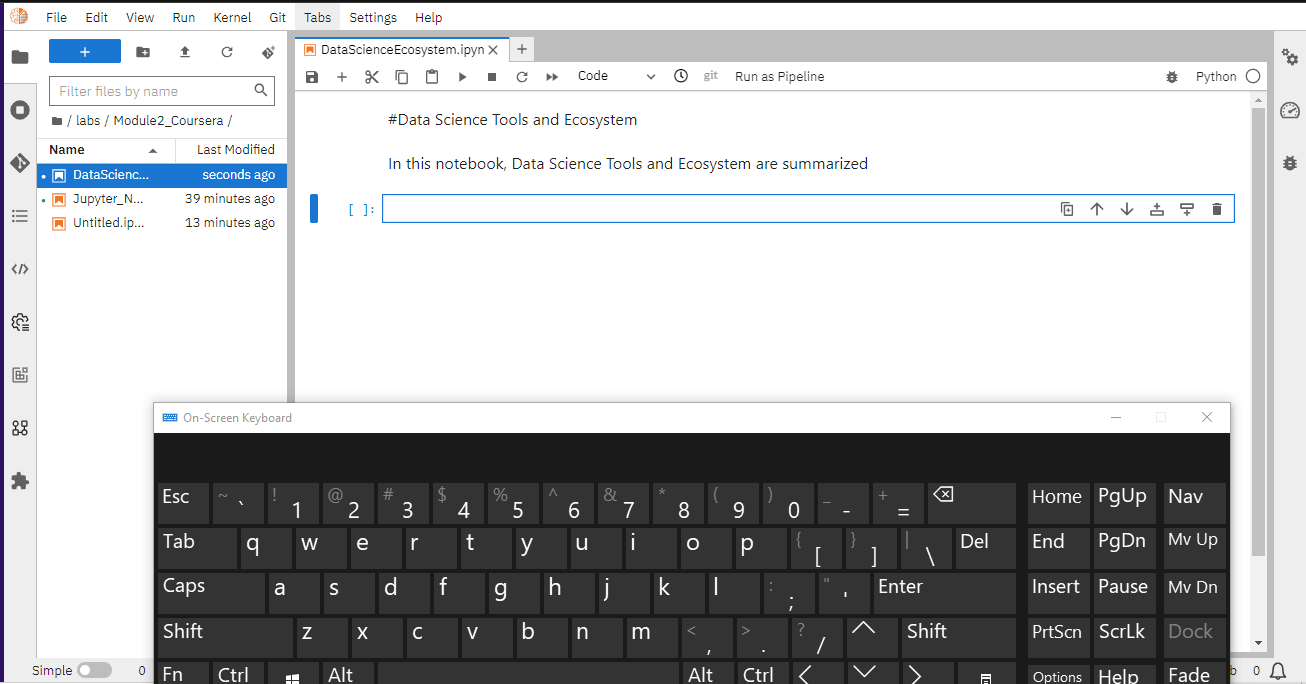 File Edit View Run Kernel Git Tabs Settings Help
+
DataScienceEcosystem.ipyn
+
Code
git
Run as Pipeline
Python
Filter files by name
/ labs / Module2_Coursera /
Name Last Modified
DataScienc... seconds ago
Jupyter_N... 39 minutes ago
Untitled.ip... 13 minutes ago
#Data Science Tools and Ecosystem
In this notebook, Data Science Tools and Ecosystem are summarized
[ ]:
On-Screen Keyboard
Esc ~ ` ! 1 @ 2 # 3 $ 4 % 5 ^ 6 & 7 * 8 ( 9 ) 0 _ - + = Home PgUp Nav
Tab q w e r t y u i o p { [ } ] | \ Del End PgDn Mv Up
Caps a s d f g h j k l : ; " ' Enter Insert Pause Mv Dn
Shift z x c v b n m < , > . ? / Shift PrtScn ScrLk Dock
Fn Ctrl Alt Alt Ctrl Options Help Fade
Simple 0 b 0